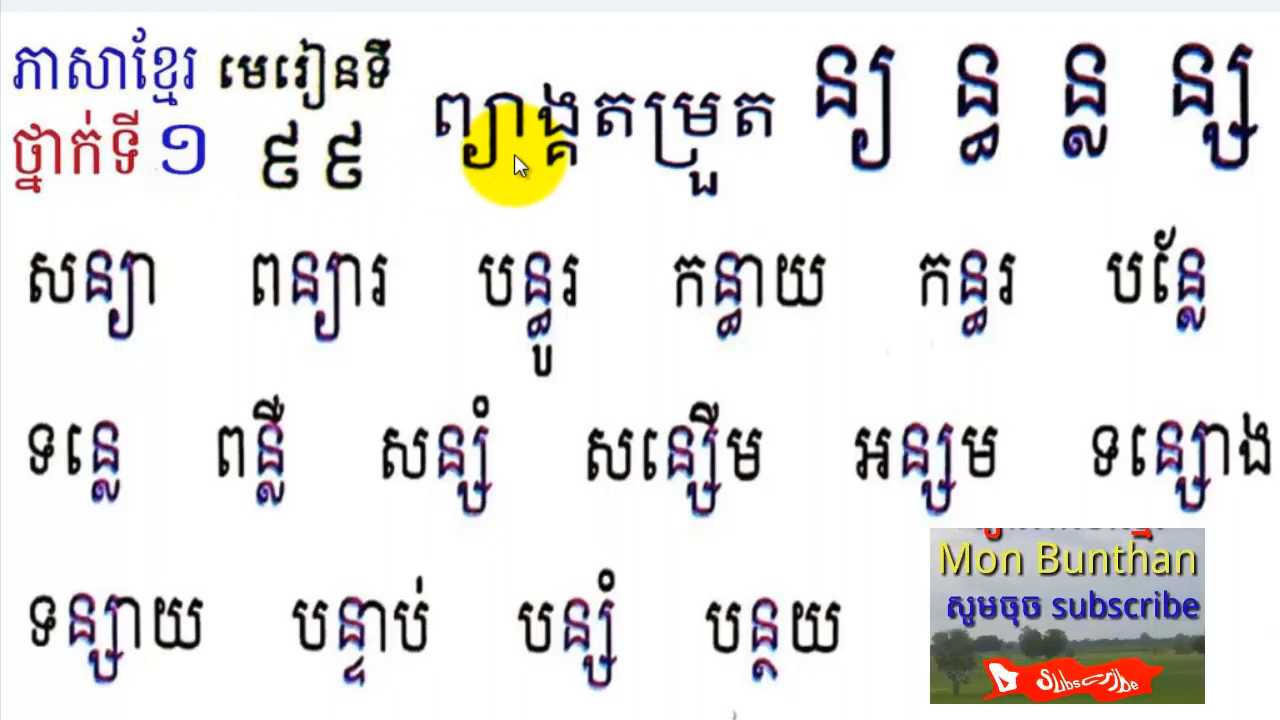 ភាសាខ្មែរ មេរៀនទី
ថ្នាក់ទី ១ ៩៩
ព្យាង្គតម្រួត ន្យ ន្ធ ន្ល ន្ស
សន្យា ពន្យារ បន្ធូរ កន្ធាយ កន្ធរ បន្លែ
ទន្លេ ពន្លឺ សន្សំ សន្សើម អន្សម ទន្សោង
ទន្សាយ បន្ទាប់ បន្សំ បន្ថយ
Mon Bunthan
សូមចុច subscribe
Subscribe